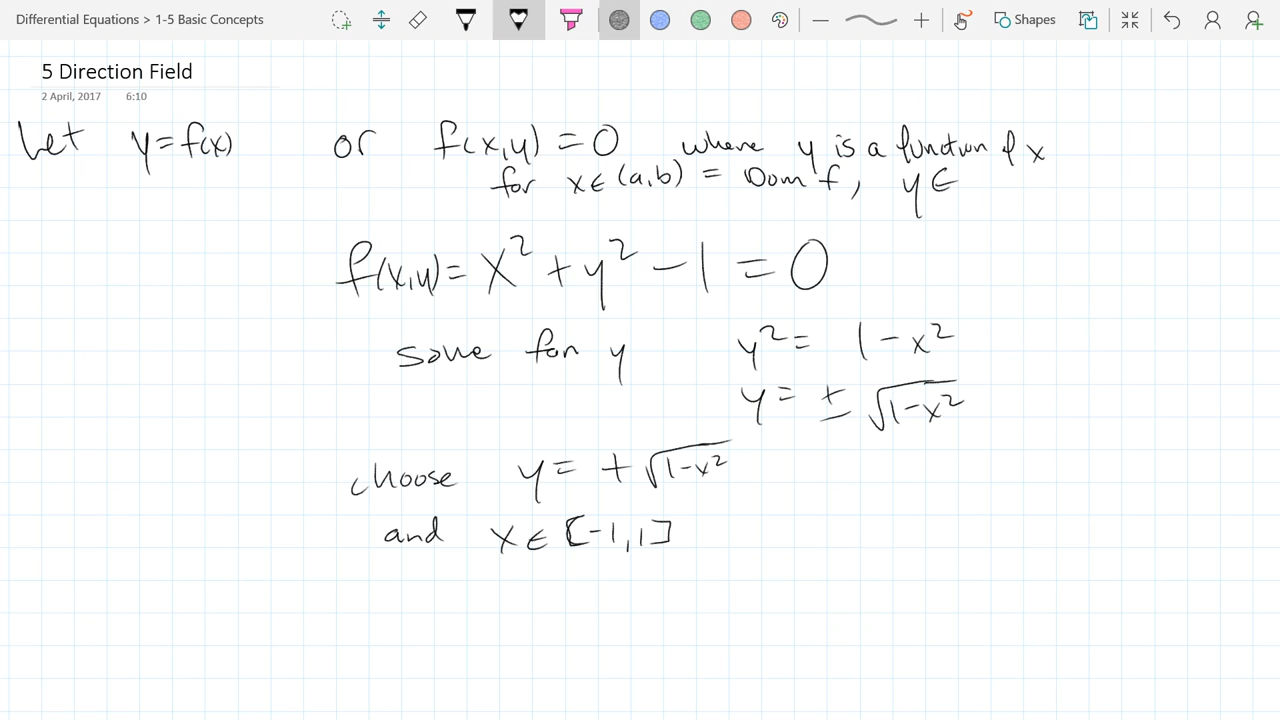 Differential Equations > 1-5 Basic Concepts
Shapes
5 Direction Field
2 April, 2017 6:10
Let y=f(x) or f(x,y) = 0 where y is a function of x
for x∈(a,b) = Dom f, y∈
f(x,y) = x² + y² - 1 = 0
solve for y y² = 1 - x²
y = ± √(1-x²)
choose y = + √(1-x²)
and x ∈ [-1,1]